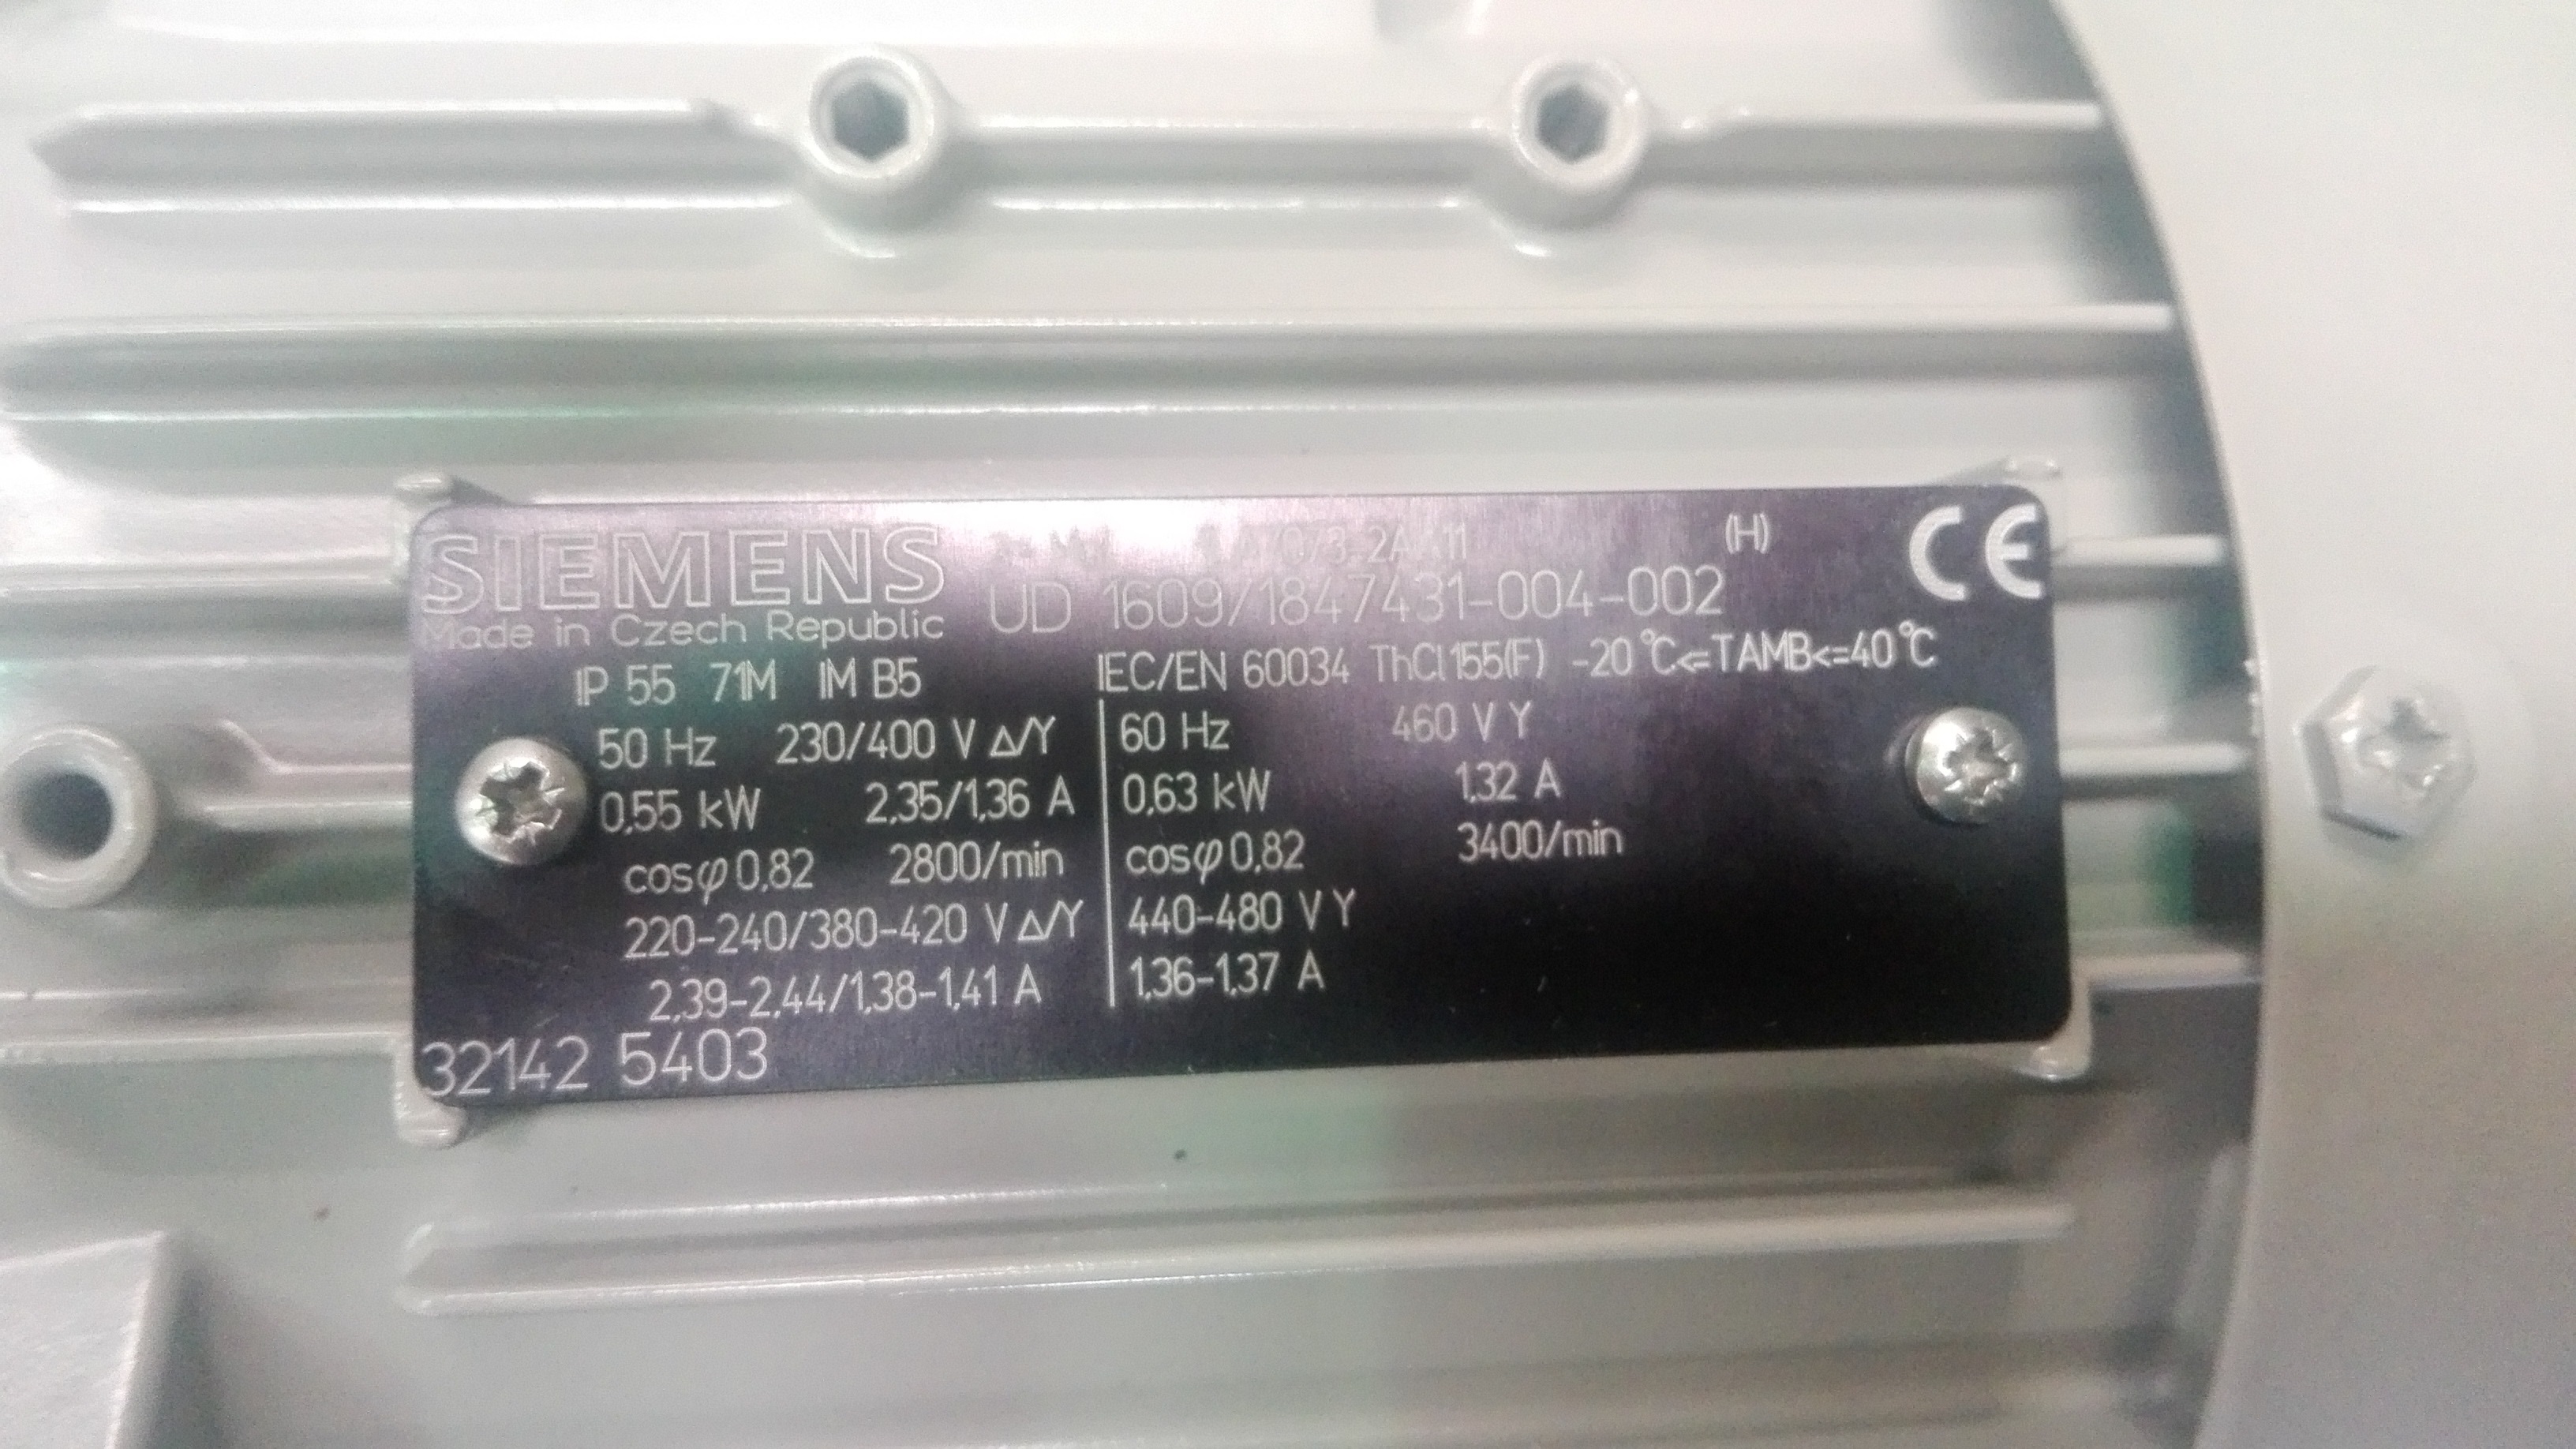 SIEMENS
Made in Czech Republic
(H)
CE
UD 1609/1847431-004-002
IP 55 71M IM B5
IEC/EN 60034 ThCl155(F) -20°C<=TAMB<=40°C
50 Hz 230/400 V Δ/Y
0,55 kW 2,35/1,36 A
cosφ 0,82 2800/min
220-240/380-420 V Δ/Y
2,39-2,44/1,38-1,41 A
60 Hz 460 V Y
0,63 kW 1,32 A
cosφ 0,82 3400/min
440-480 V Y
1,36-1,37 A
32142 5403